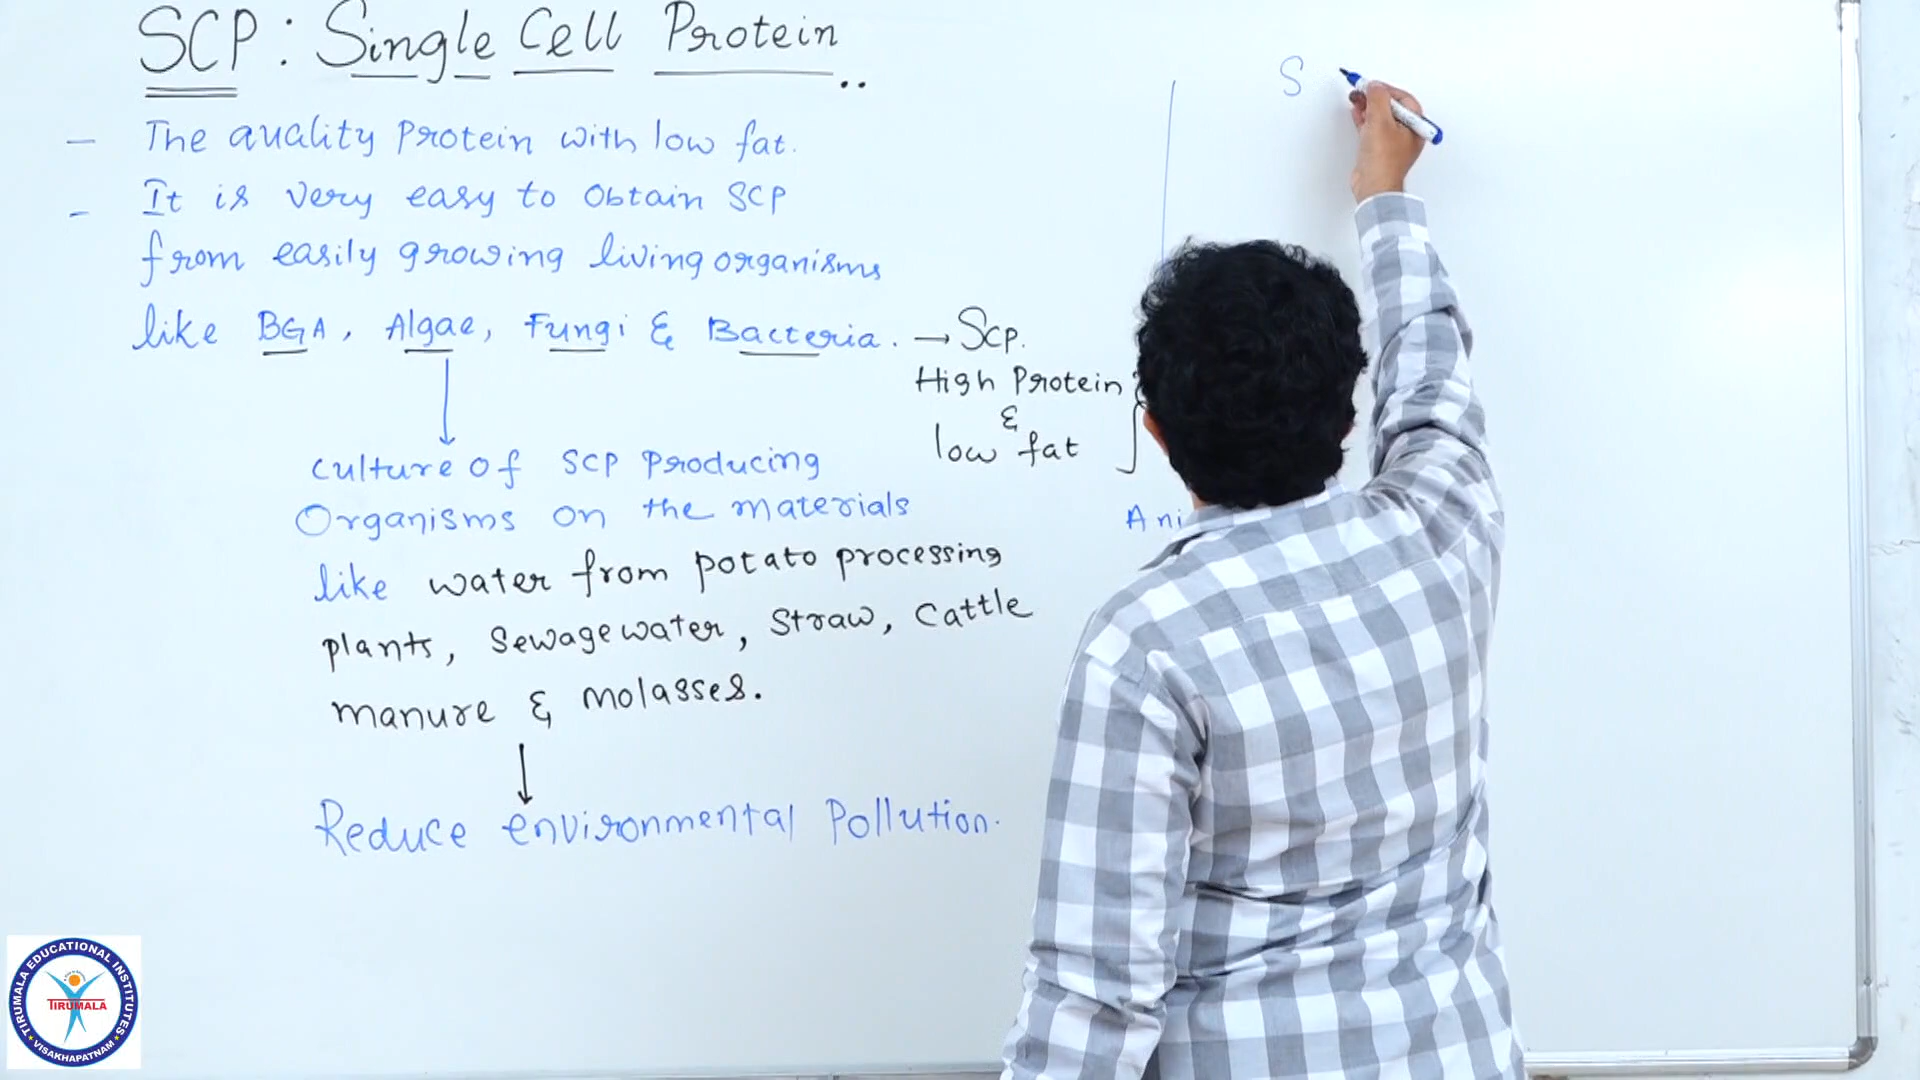 SCP : Single Cell Protein ..
- The auality Protein with low fat.
- It is very easy to Obtain SCP
from easily growing living organisms
like BGA, Algae, Fungi & Bacteria. → Scp.
High Protein
&
low fat
Culture of SCP Producing
Organisms on the materials
like water from potato processing
plants, Sewage water, Straw, Cattle
manure & molasses.
Reduce environmental Pollution.
Ani
S
TIRUMALA EDUCATIONAL INSTITUTES
TIRUMALA
VISAKHAPATNAM